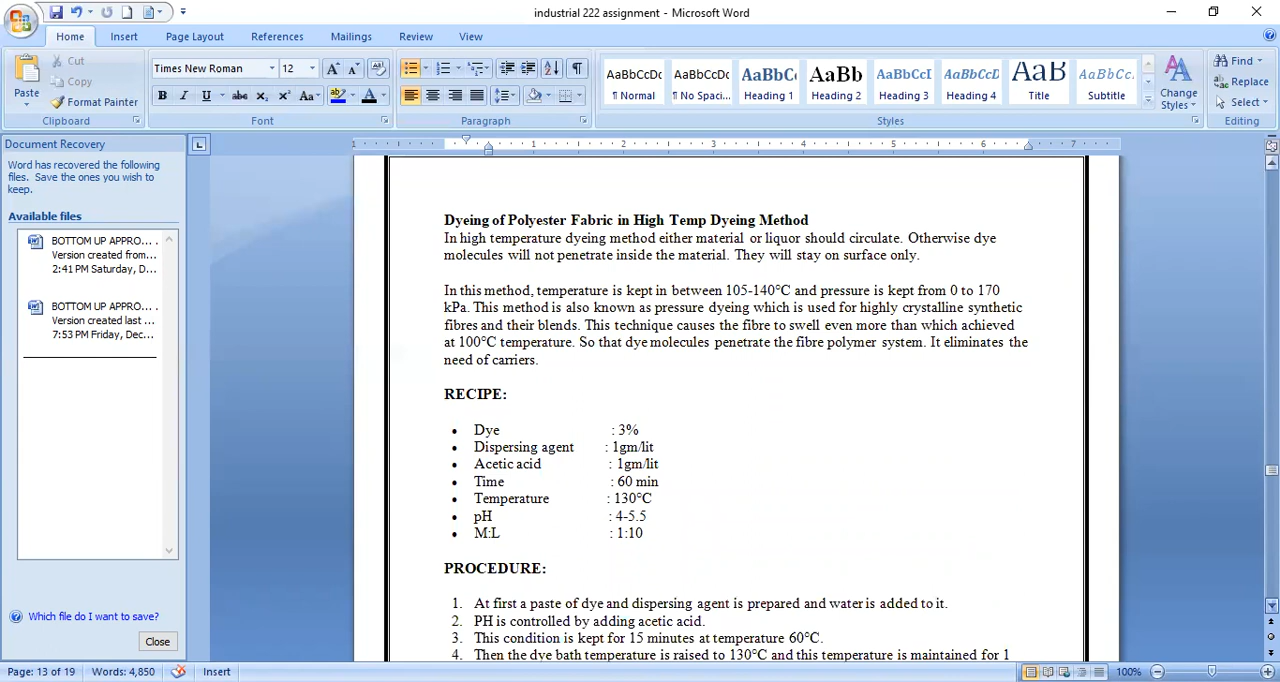 industrial 222 assignment - Microsoft Word
Home Insert Page Layout References Mailings Review View
Paste
Cut
Copy
Format Painter
Clipboard
Times New Roman 12
B I U abc X₂ X² Aa
Font
Paragraph
AaBbCcDc AaBbCcDc AaBbC( AaBb AaBbCcI AaBbCcD AaB AaBbCc.
¶ Normal ¶ No Spaci... Heading 1 Heading 2 Heading 3 Heading 4 Title Subtitle
Change Styles
Styles
Find
Replace
Select
Editing
Document Recovery
Word has recovered the following
files. Save the ones you wish to
keep.
Available files
BOTTOM UP APPRO... .
Version created from...
2:41 PM Saturday, D...
BOTTOM UP APPRO... .
Version created last ...
7:53 PM Friday, Dec...
Which file do I want to save?
Close
1 1 2 3 4 5 6 7
Dyeing of Polyester Fabric in High Temp Dyeing Method
In high temperature dyeing method either material or liquor should circulate. Otherwise dye
molecules will not penetrate inside the material. They will stay on surface only.
In this method, temperature is kept in between 105-140°C and pressure is kept from 0 to 170
kPa. This method is also known as pressure dyeing which is used for highly crystalline synthetic
fibres and their blends. This technique causes the fibre to swell even more than which achieved
at 100°C temperature. So that dye molecules penetrate the fibre polymer system. It eliminates the
need of carriers.
RECIPE:
• Dye : 3%
• Dispersing agent : 1gm/lit
• Acetic acid : 1gm/lit
• Time : 60 min
• Temperature : 130°C
• pH : 4-5.5
• M:L : 1:10
PROCEDURE:
1. At first a paste of dye and dispersing agent is prepared and water is added to it.
2. PH is controlled by adding acetic acid.
3. This condition is kept for 15 minutes at temperature 60°C.
4. Then the dye bath temperature is raised to 130°C and this temperature is maintained for 1
Page: 13 of 19 Words: 4,850 Insert 100%